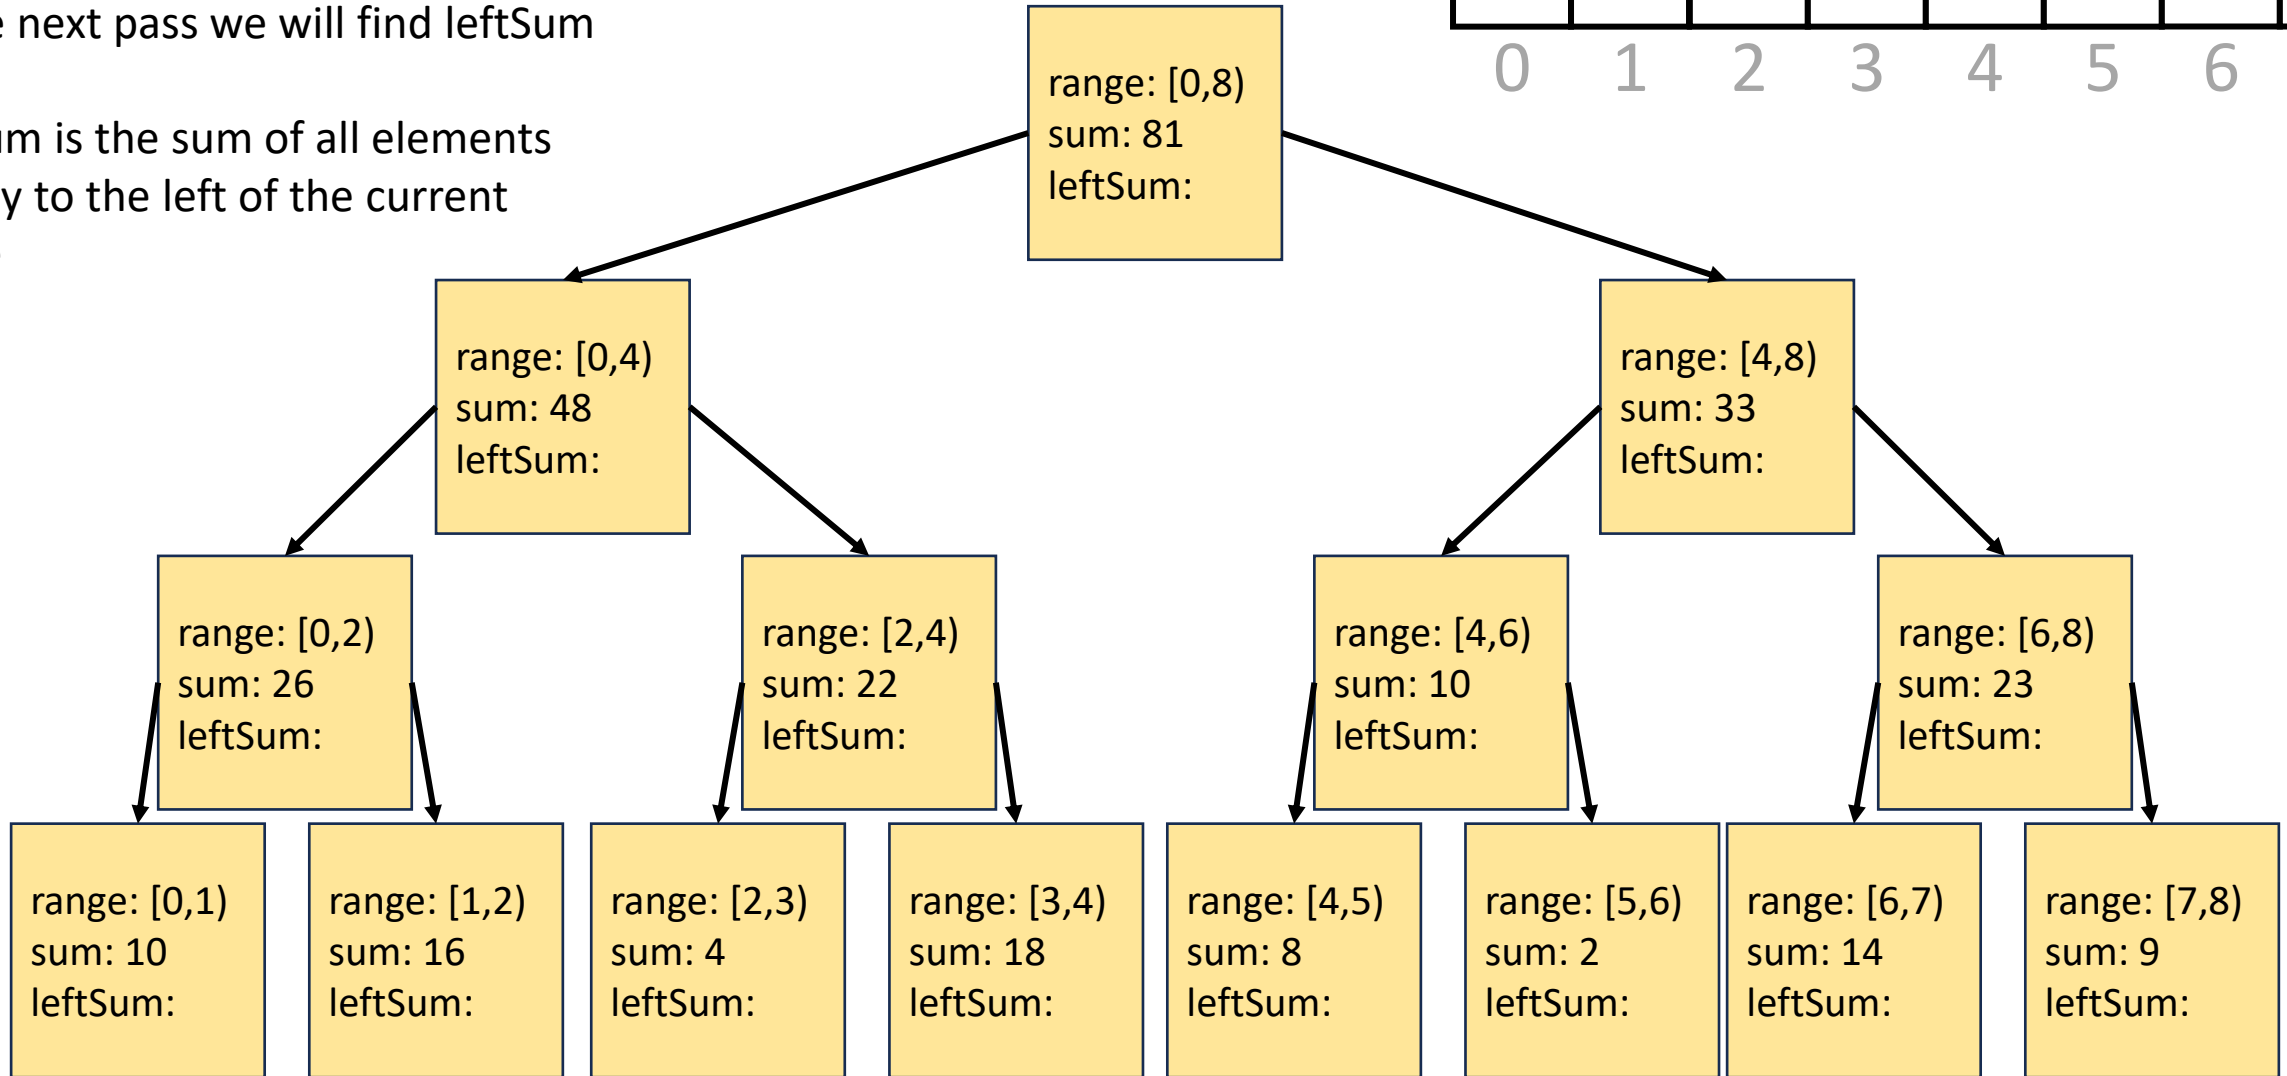 next pass we will find leftSum
is the sum of all elements
to the left of the current
0 1 2 3 4 5 6
range: [0,8)
sum: 81
leftSum:
range: [0,4)
sum: 48
leftSum:
range: [4,8)
sum: 33
leftSum:
range: [0,2)
sum: 26
leftSum:
range: [2,4)
sum: 22
leftSum:
range: [4,6)
sum: 10
leftSum:
range: [6,8)
sum: 23
leftSum:
range: [0,1)
sum: 10
leftSum:
range: [1,2)
sum: 16
leftSum:
range: [2,3)
sum: 4
leftSum:
range: [3,4)
sum: 18
leftSum:
range: [4,5)
sum: 8
leftSum:
range: [5,6)
sum: 2
leftSum:
range: [6,7)
sum: 14
leftSum:
range: [7,8)
sum: 9
leftSum: